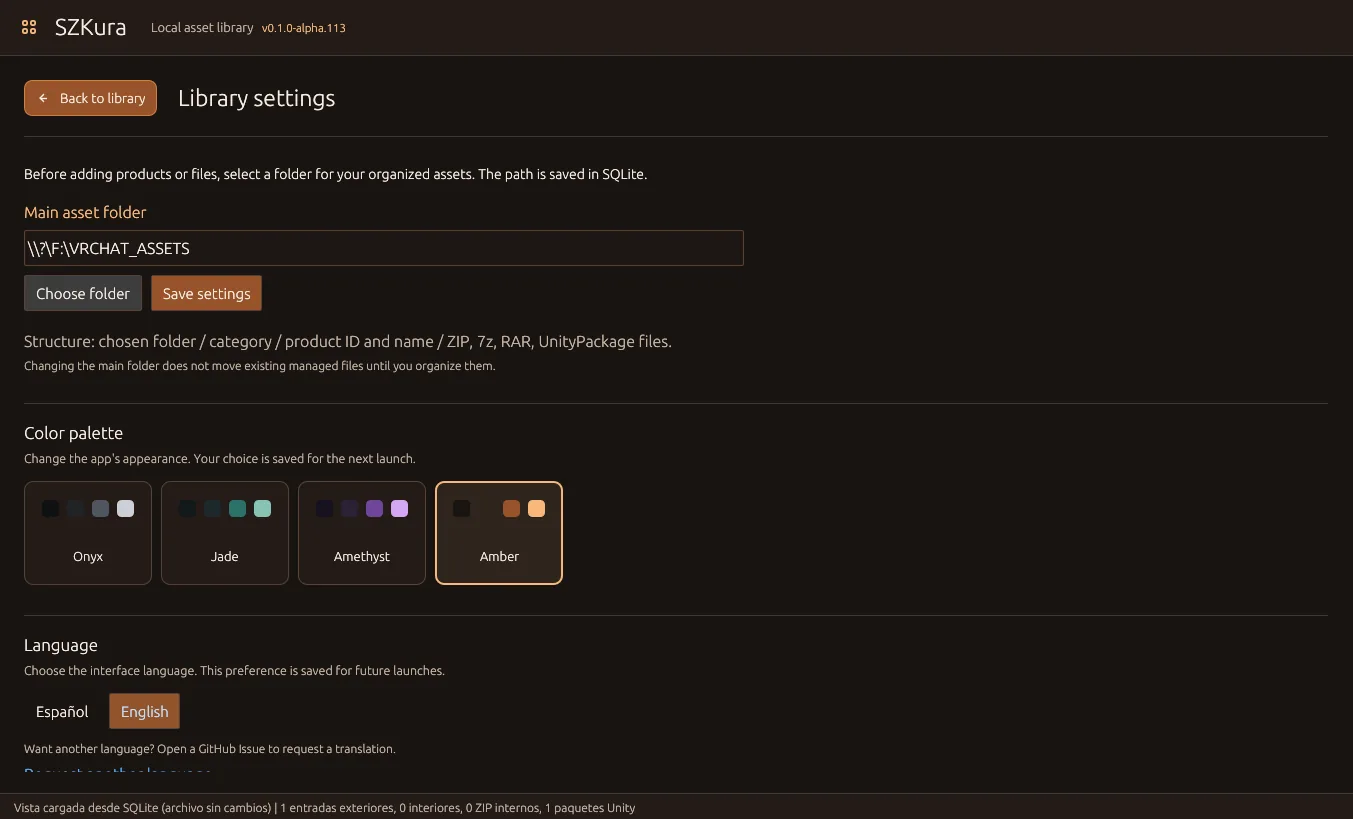 SZKura Local asset library v0.1.0-alpha.113
Back to library
Library settings
Before adding products or files, select a folder for your organized assets. The path is saved in SQLite.
Main asset folder
\\?\F:\VRCHAT_ASSETS
Choose folder
Save settings
Structure: chosen folder / category / product ID and name / ZIP, 7z, RAR, UnityPackage files.
Changing the main folder does not move existing managed files until you organize them.
Color palette
Change the app's appearance. Your choice is saved for the next launch.
Onyx
Jade
Amethyst
Amber
Language
Choose the interface language. This preference is saved for future launches.
Español
English
Want another language? Open a GitHub Issue to request a translation.
Request another language
Vista cargada desde SQLite (archivo sin cambios) | 1 entradas exteriores, 0 interiores, 0 ZIP internos, 1 paquetes Unity